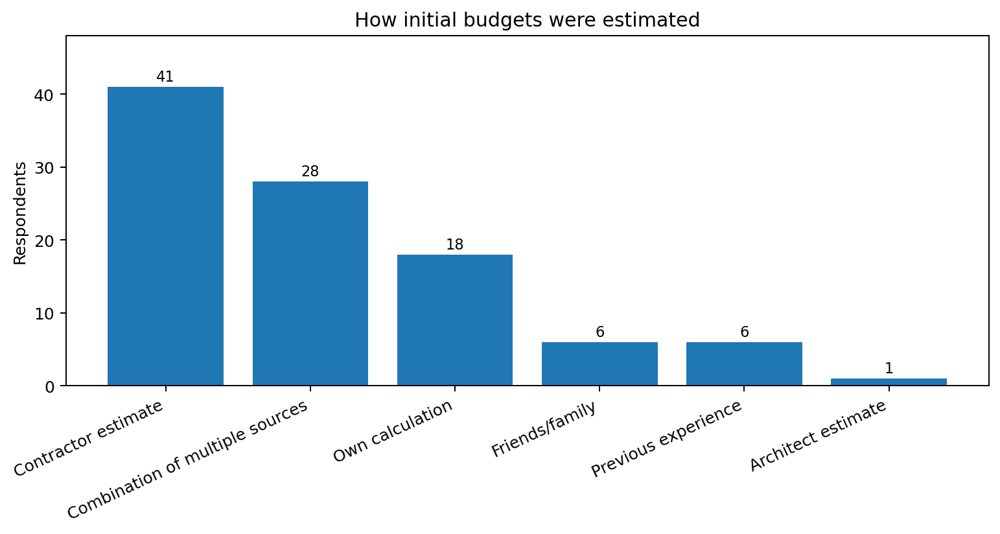 How initial budgets were estimated
Respondents
40
30
20
10
0
41
28
18
6
6
1
Contractor estimate
Combination of multiple sources
Own calculation
Friends/family
Previous experience
Architect estimate